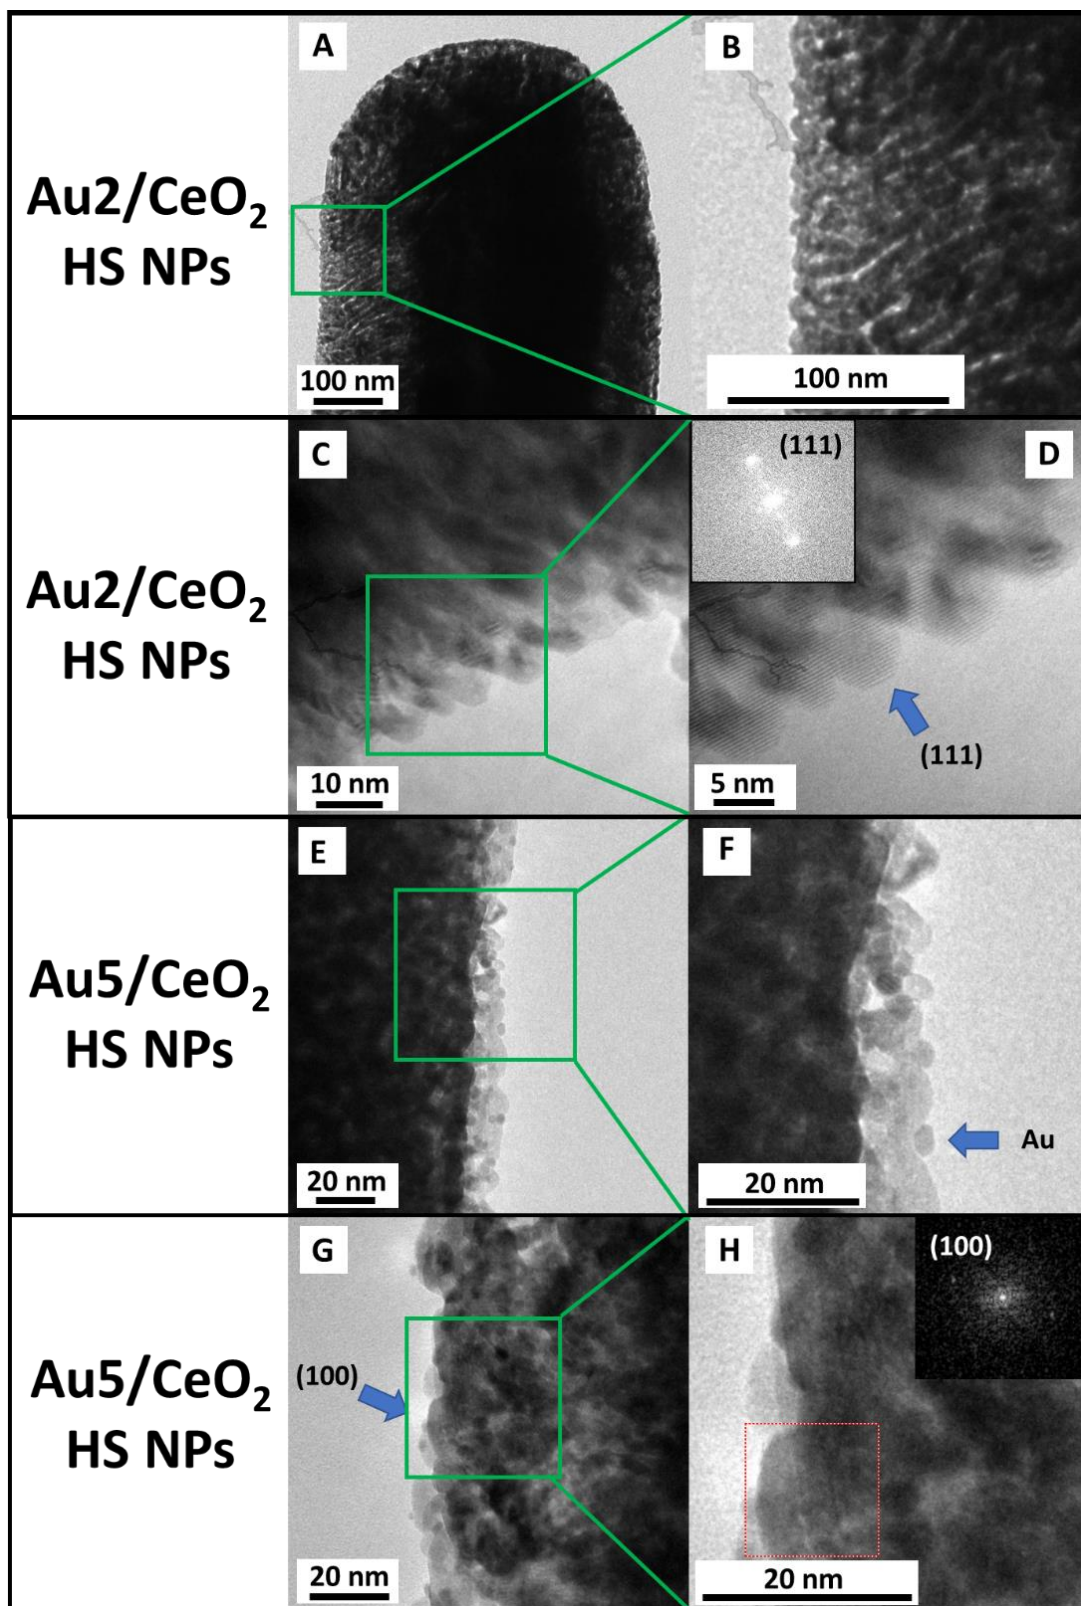 Au2/CeO₂
HS NPs
A
100 nm
B
100 nm
Au2/CeO₂
HS NPs
C
10 nm
(111)
D
(111)
5 nm
Au5/CeO₂
HS NPs
E
20 nm
F
Au
20 nm
Au5/CeO₂
HS NPs
G
(100)
20 nm
H
(100)
20 nm